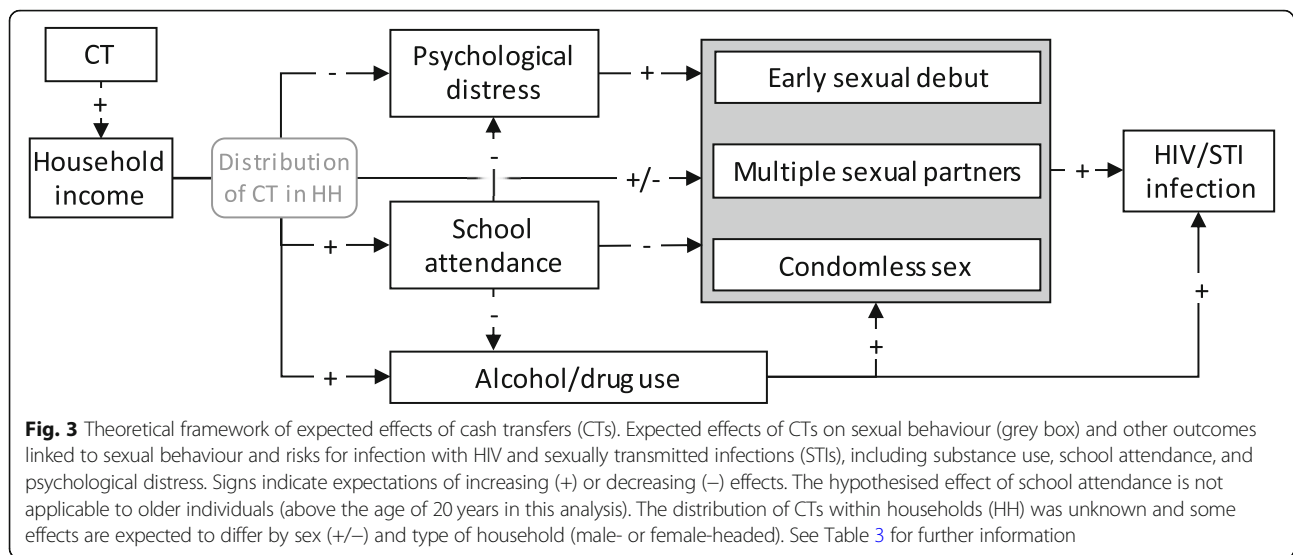 CT
+
Household
income
Distribution
of CT in HH
-
Psychological
distress
+
-
+/-
+
School
attendance
-
-
+
Alcohol/drug use
Early sexual debut
Multiple sexual partners
Condomless sex
+
+
HIV/STI
infection
+
Fig. 3 Theoretical framework of expected effects of cash transfers (CTs). Expected effects of CTs on sexual behaviour (grey box) and other outcomes
linked to sexual behaviour and risks for infection with HIV and sexually transmitted infections (STIs), including substance use, school attendance, and
psychological distress. Signs indicate expectations of increasing (+) or decreasing (−) effects. The hypothesised effect of school attendance is not
applicable to older individuals (above the age of 20 years in this analysis). The distribution of CTs within households (HH) was unknown and some
effects are expected to differ by sex (+/−) and type of household (male- or female-headed). See Table 3 for further information